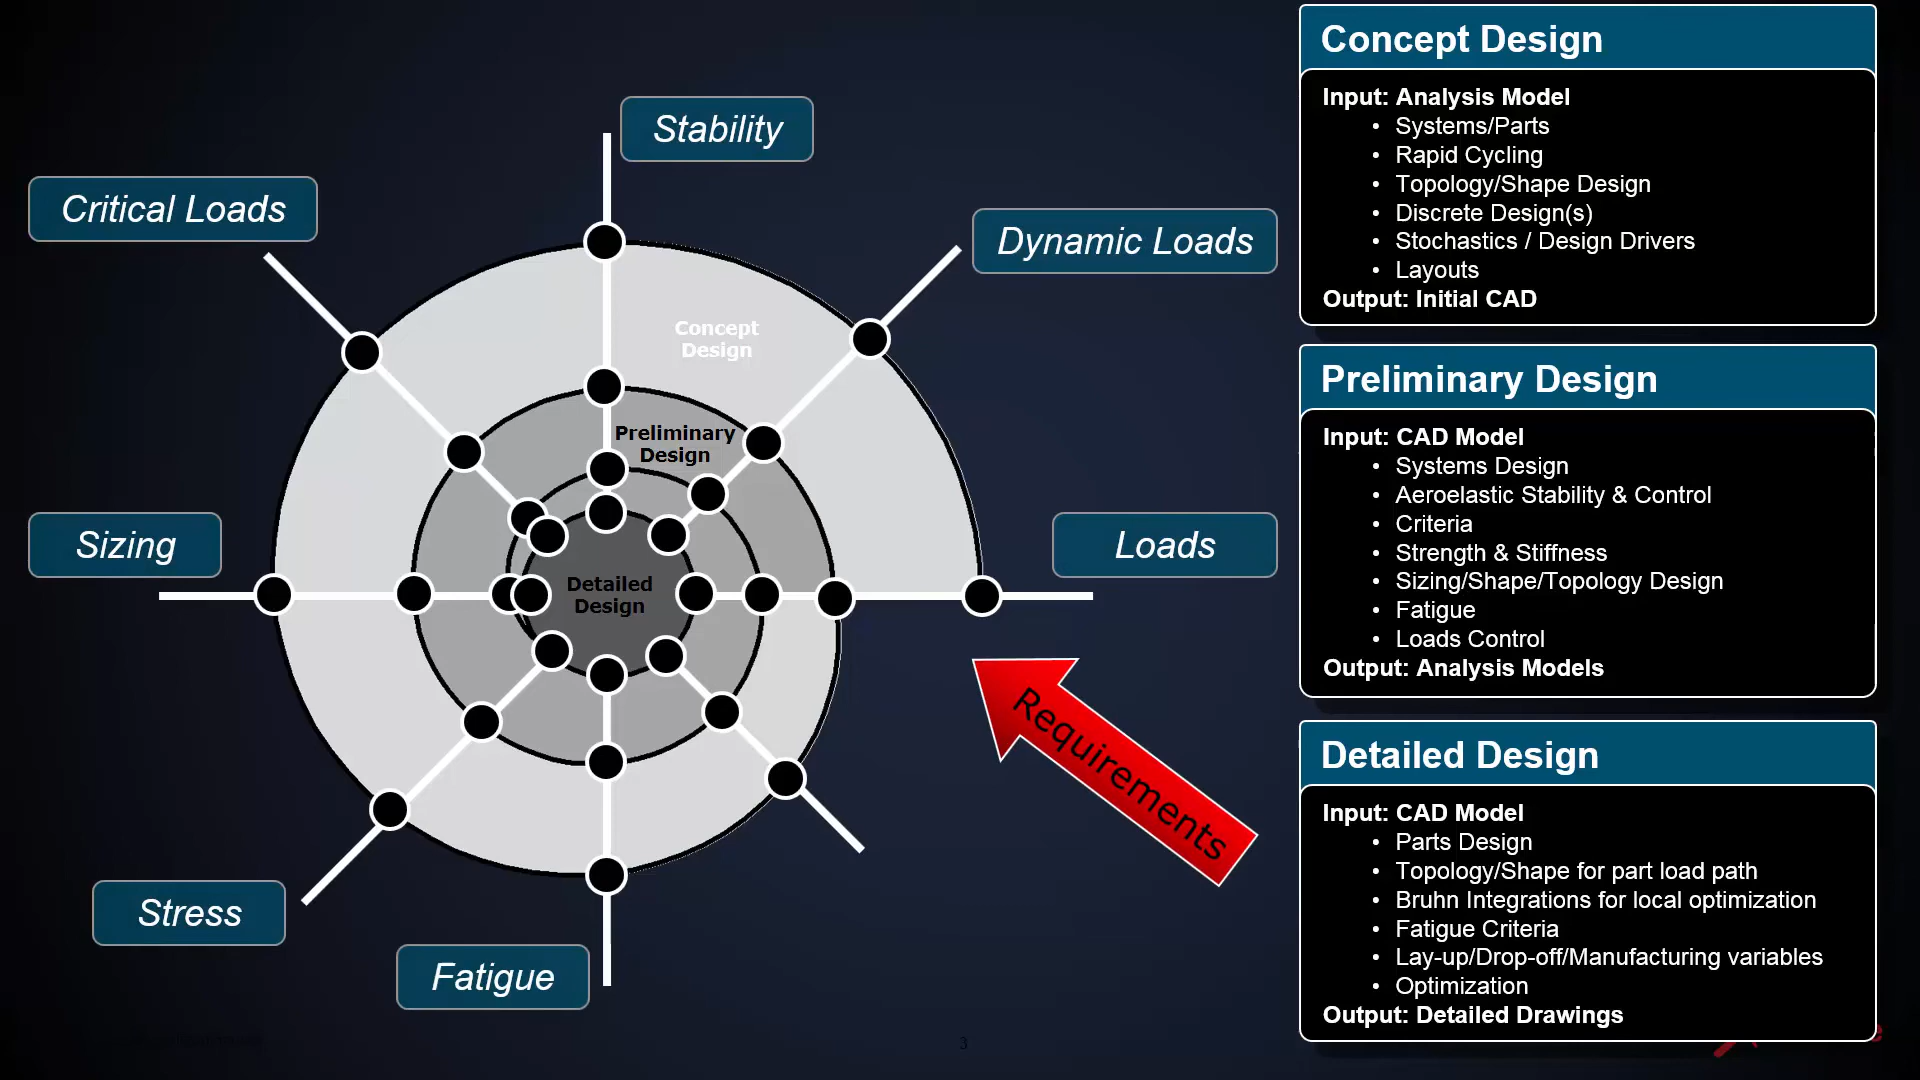 Stability
Critical Loads
Dynamic Loads
Concept
Design
Preliminary
Design
Sizing
Detailed
Design
Loads
Requirements
Stress
Fatigue
3
Concept Design
Input: Analysis Model
• Systems/Parts
• Rapid Cycling
• Topology/Shape Design
• Discrete Design(s)
• Stochastics / Design Drivers
• Layouts
Output: Initial CAD
Preliminary Design
Input: CAD Model
• Systems Design
• Aeroelastic Stability & Control
• Criteria
• Strength & Stiffness
• Sizing/Shape/Topology Design
• Fatigue
• Loads Control
Output: Analysis Models
Detailed Design
Input: CAD Model
• Parts Design
• Topology/Shape for part load path
• Bruhn Integrations for local optimization
• Fatigue Criteria
• Lay-up/Drop-off/Manufacturing variables
• Optimization
Output: Detailed Drawings